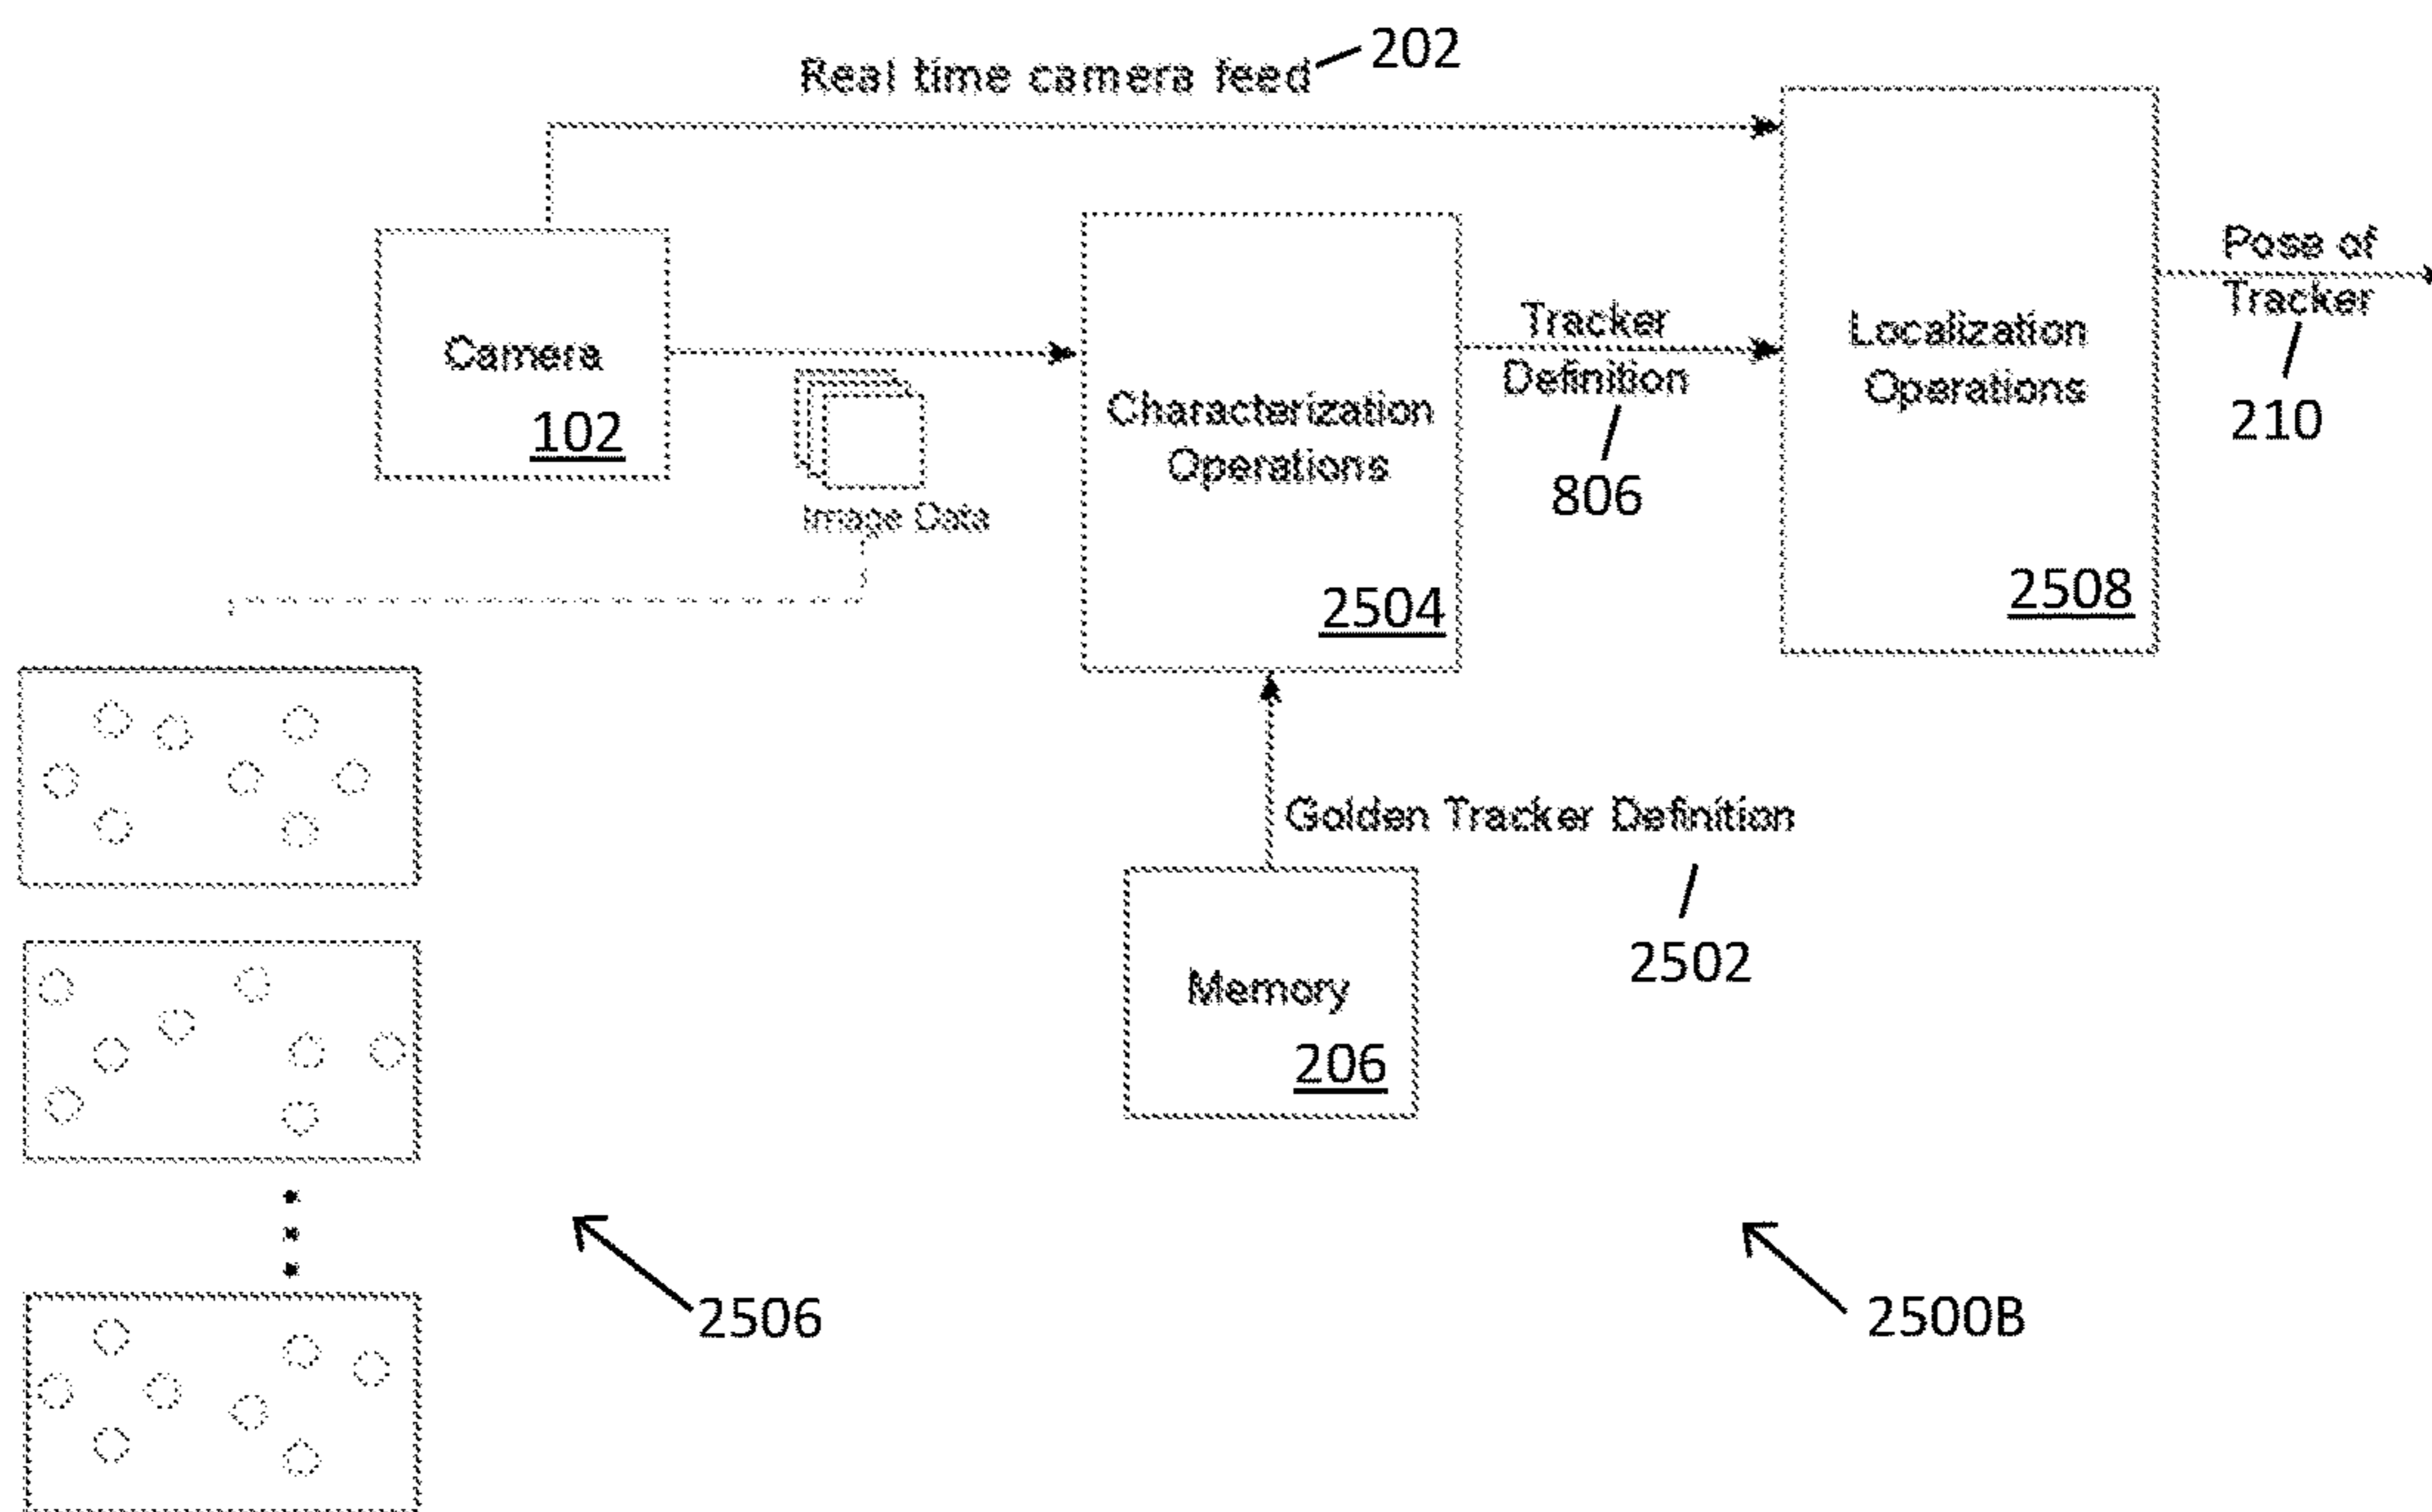 Real time camera feed 202
Camera
102
Image Data
Characterization
Operations
2504
Tracker
Definition
806
Localization
Operations
2508
Pose of
Tracker
210
Golden Tracker Definition
2502
Memory
206
2506
2500B